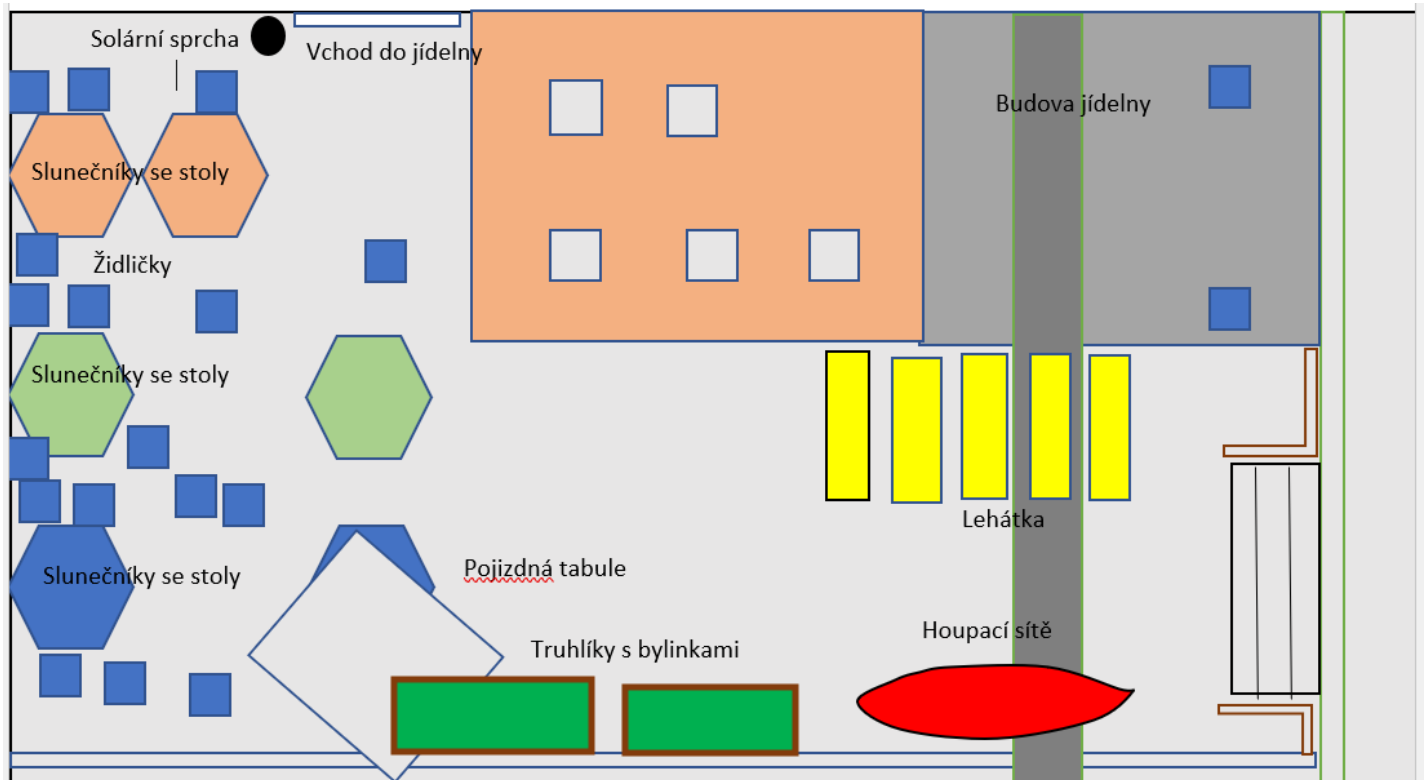 Solární sprcha
Vchod do jídelny
Budova jídelny
Slunečníky se stoly
Židličky
Slunečníky se stoly
Lehátka
Pojizdná tabule
Slunečníky se stoly
Houpací sítě
Truhlíky s bylinkami